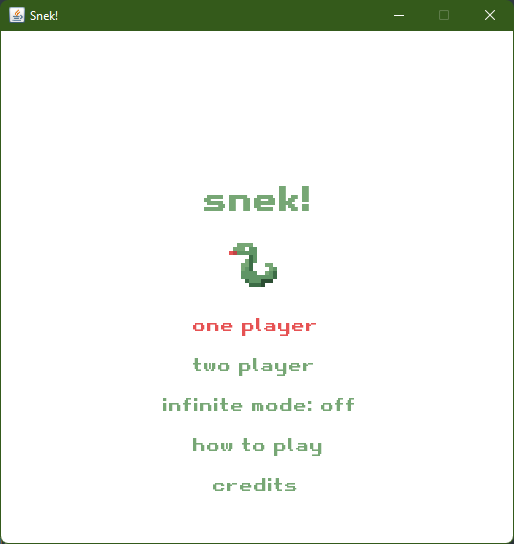 Snek!
snek!
one player
two player
infinite mode: off
how to play
credits